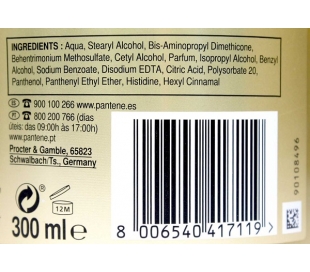 INGREDIENTS : Aqua, Stearyl Alcohol, Bis-Aminopropyl Dimethicone,
Behentrimonium Methosulfate, Cetyl Alcohol, Parfum, Isopropyl Alcohol, Benzyl
Alcohol, Sodium Benzoate, Disodium EDTA, Citric Acid, Polysorbate 20,
Panthenol, Panthenyl Ethyl Ether, Histidine, Hexyl Cinnamal
900 100 266 www.pantene.es
800 200 766 (dias
úteis: das 09:00h às 17:00h)
www.pantene.pt
Procter & Gamble, 65823
Schwalbach/Ts., Germany
12M
300 ml e
8 006540 417119 >
90108496